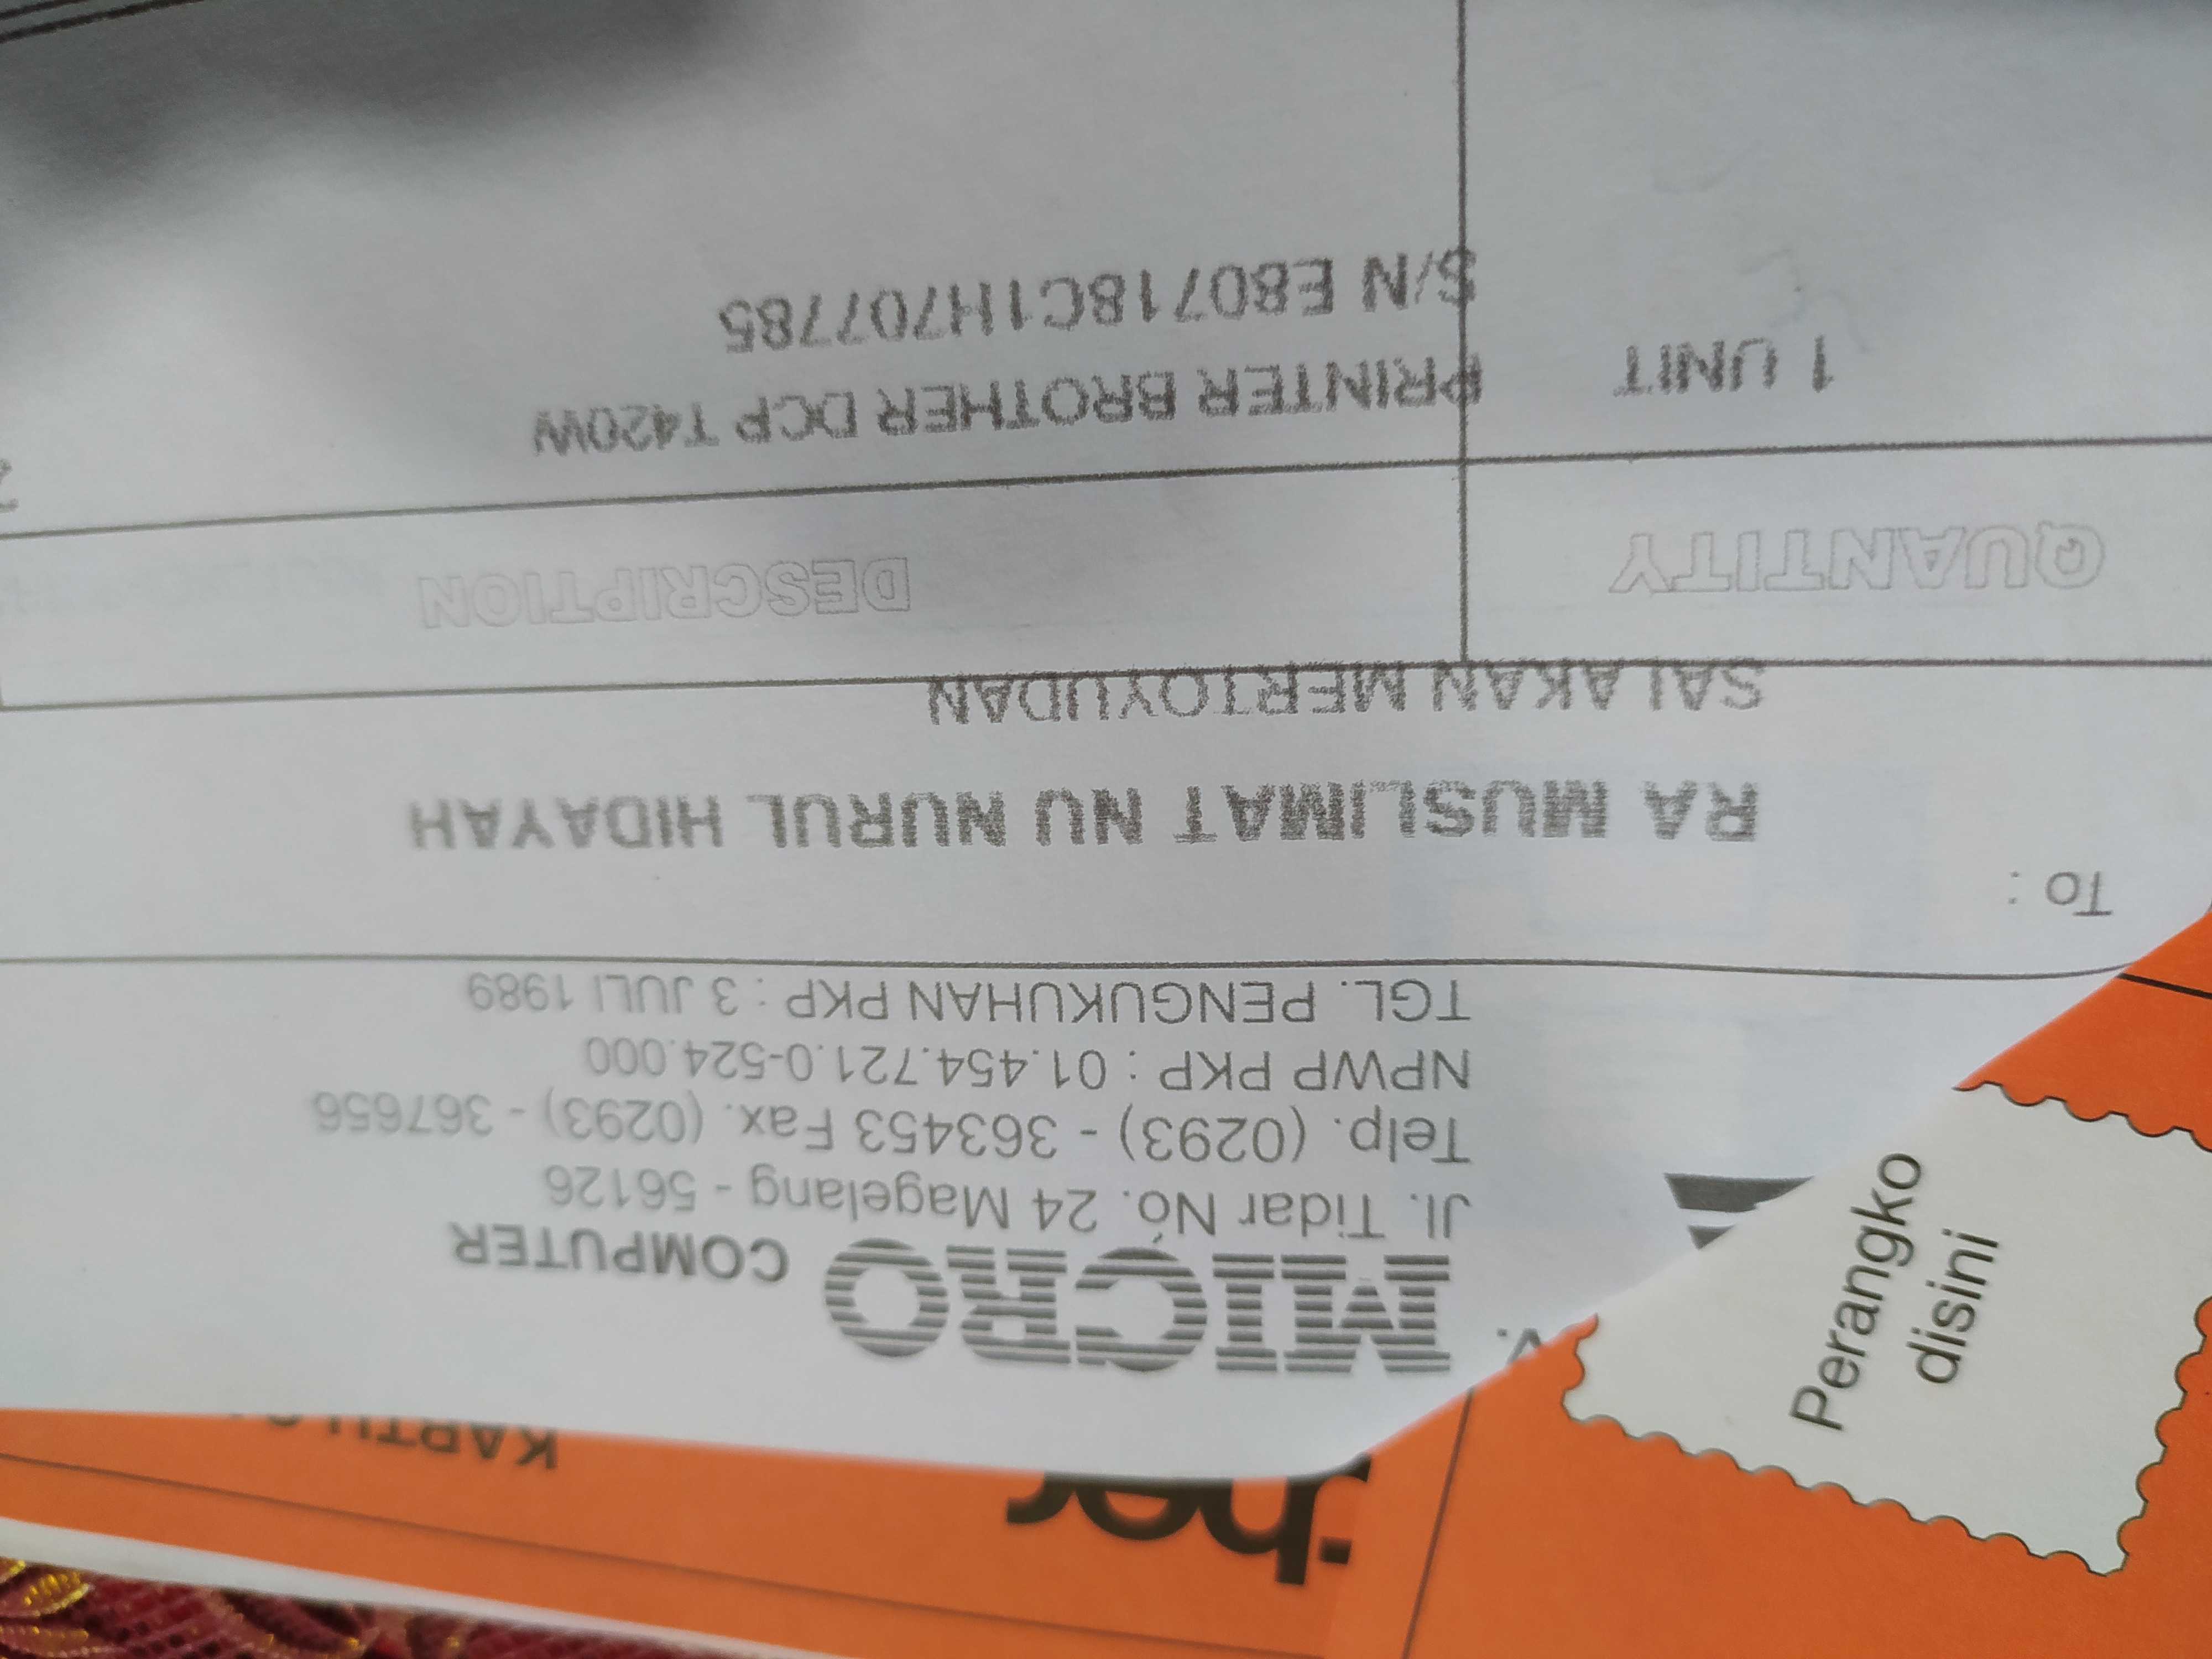 MICRO COMPUTER
Jl. Tidar No. 24 Magelang - 56126
Telp. (0293) - 363453 Fax. (0293) - 367656
NPWP PKP : 01.454.721.0-524.000
TGL. PENGUKUHAN PKP : 3 JULI 1989
To :
RA MUSLIMAT NU NURUL HIDAYAH
SALAKAN MERTOYUDAN
QUANTITY DESCRIPTION
1 UNIT PRINTER BROTHER DCP T420W
S/N E80718C1H707785
Perangko
disini